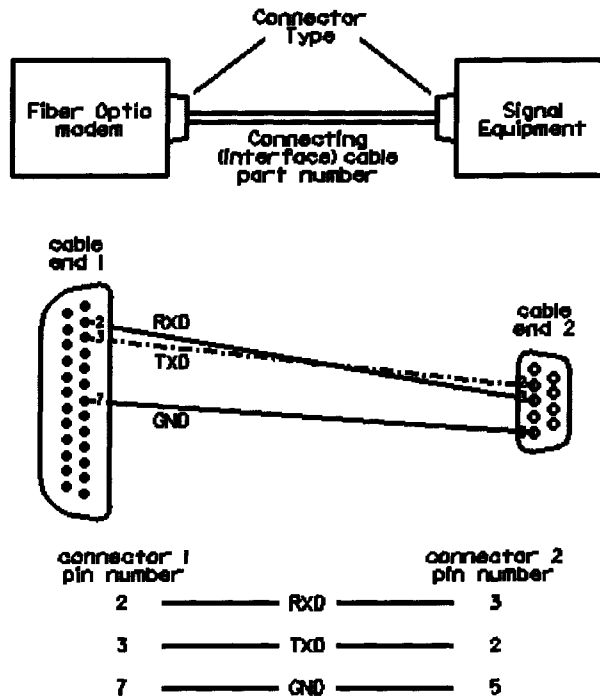 Connector
Type
Fiber Optic
modem
Signal
Equipment
Connecting
(interface) cable
part number
cable
end 1
cable
end 2
2
RXD
3
TXD
7
GND
connector 1
pin number
connector 2
pin number
2 RXD 3
3 TXD 2
7 GND 5